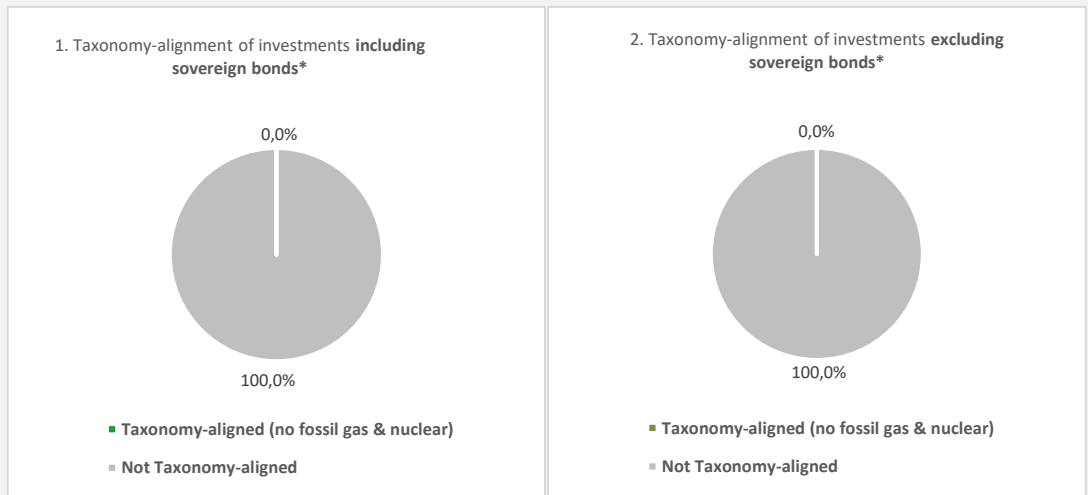 1. Taxonomy-alignment of investments including
sovereign bonds*
0,0%
100,0%
Taxonomy-aligned (no fossil gas & nuclear)
Not Taxonomy-aligned
2. Taxonomy-alignment of investments excluding
sovereign bonds*
0,0%
100,0%
Taxonomy-aligned (no fossil gas & nuclear)
Not Taxonomy-aligned